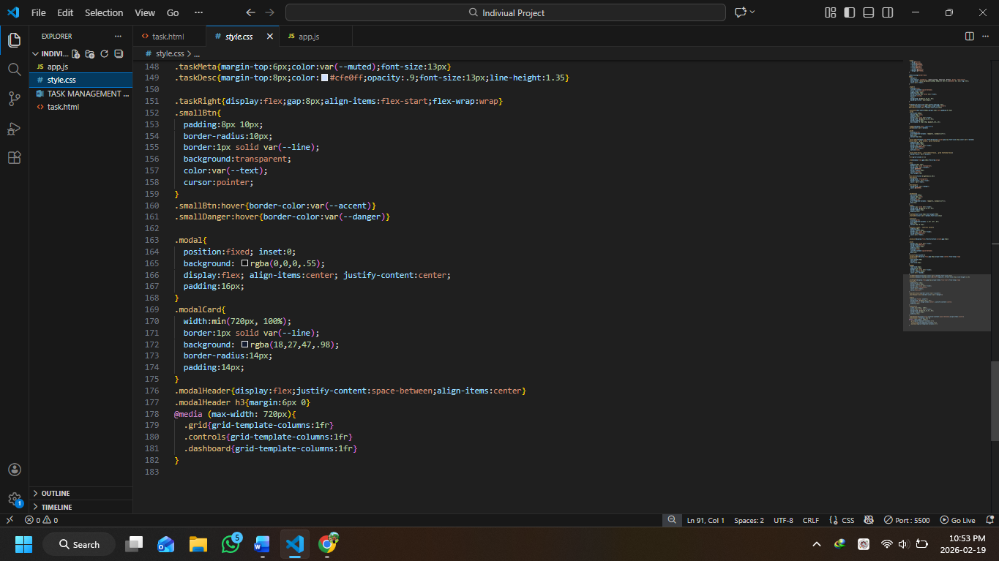 File Edit Selection View Go ···
Indiviual Project
EXPLORER ···
INDIVI...
app.js
# style.css
TASK MANAGEMENT ...
<> task.html
OUTLINE
TIMELINE
<> task.html
# style.css
JS app.js
# style.css > ...
148 .taskMeta{margin-top:6px;color:var(--muted);font-size:13px}
149 .taskDesc{margin-top:8px;color:#cfe0ff;opacity:.9;font-size:13px;line-height:1.35}
150
151 .taskRight{display:flex;gap:8px;align-items:flex-start;flex-wrap:wrap}
152 .smallBtn{
153 padding:8px 10px;
154 border-radius:10px;
155 border:1px solid var(--line);
156 background:transparent;
157 color:var(--text);
158 cursor:pointer;
159 }
160 .smallBtn:hover{border-color:var(--accent)}
161 .smallDanger:hover{border-color:var(--danger)}
162
163 .modal{
164 position:fixed; inset:0;
165 background: rgba(0,0,0,.55);
166 display:flex; align-items:center; justify-content:center;
167 padding:16px;
168 }
169 .modalCard{
170 width:min(720px, 100%);
171 border:1px solid var(--line);
172 background: rgba(18,27,47,.98);
173 border-radius:14px;
174 padding:14px;
175 }
176 .modalHeader{display:flex;justify-content:space-between;align-items:center}
177 .modalHeader h3{margin:6px 0}
178 @media (max-width: 720px){
179 .grid{grid-template-columns:1fr}
180 .controls{grid-template-columns:1fr}
181 .dashboard{grid-template-columns:1fr}
182 }
183
1
0 0
Ln 91, Col 1 Spaces: 2 UTF-8 CRLF {} CSS Port : 5500 Go Live
Search
5
10:53 PM
2026-02-19